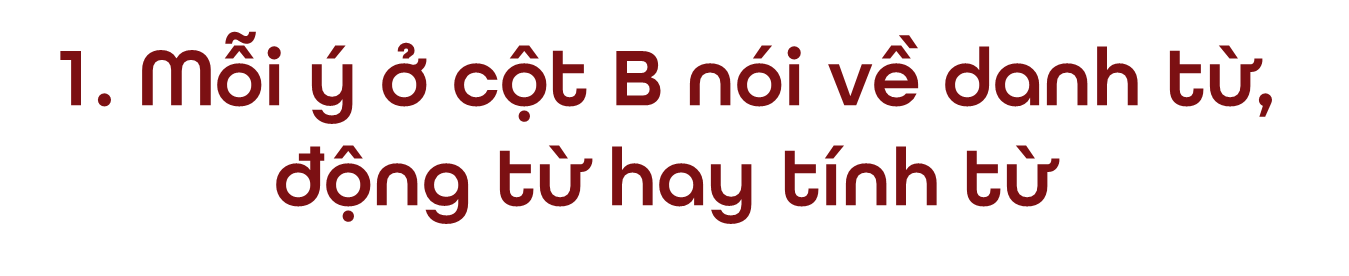 1. Mỗi ý ở cột B nói về danh từ,
động từ hay tính từ